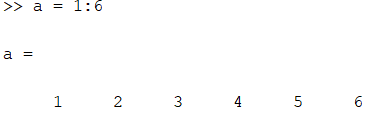 >> a = 1:6
a =
1 2 3 4 5 6